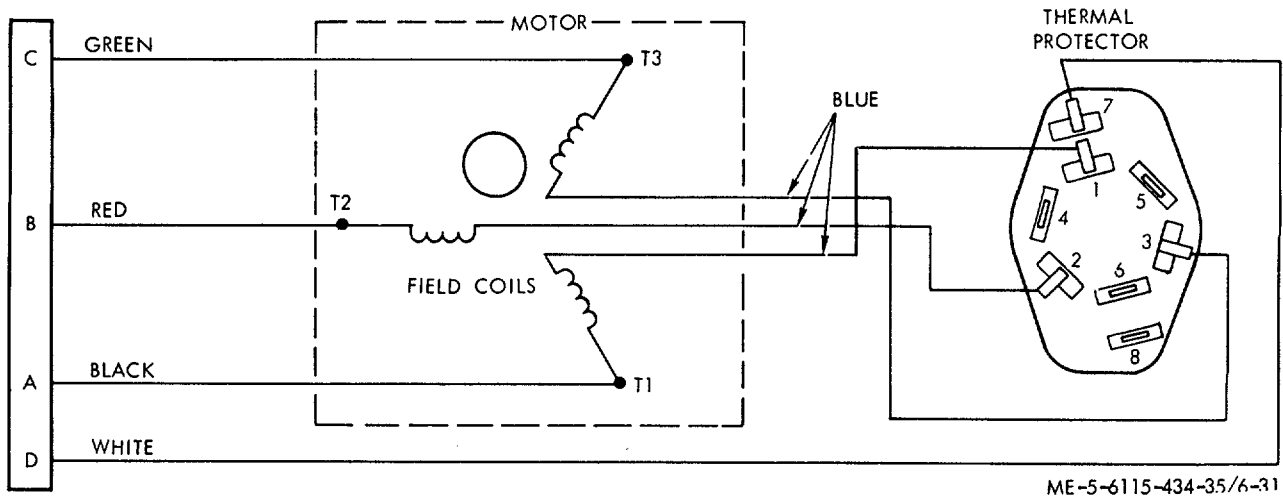 MOTOR
THERMAL
PROTECTOR
C
GREEN
T3
BLUE
7
1
5
4
3
2
6
8
B
RED
T2
FIELD COILS
A
BLACK
T1
D
WHITE
ME-5-6115-434-35/6-31